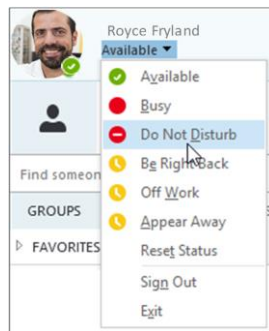 Royce Fryland
Available
Available
Busy
Do Not Disturb
Be Right Back
Find someon
Off Work
GROUPS
Appear Away
FAVORITES
Reset Status
Sign Out
Exit